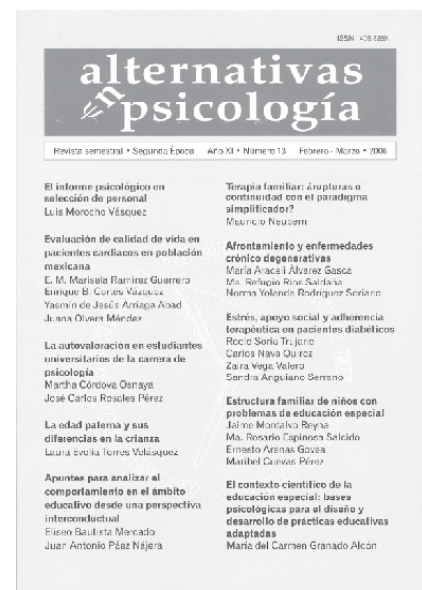 ISSN
alternativas
en psicología
Revista semestral • Segunda Época Año XI • Número 13 Febrero - Marzo • 2006
El informe psicológico en
selección de personal
Luis Morocho Vásquez
Evaluación de calidad de vida en
pacientes cardiacos en población
mexicana
E. M. Marisela Ramírez Guerrero
Enrique B. Cortés Vázquez
Yasmín de Jesús Arriaga Abad
Juana Olvera Méndez
La autovaloración en estudiantes
universitarios de la carrera de
psicología
Martha Córdova Osnaya
José Carlos Rosales Pérez
La edad paterna y sus
diferencias en la crianza
Laura Evelia Torres Velásquez
Apuntes para analizar el
comportamiento en el ámbito
educativo desde una perspectiva
interconductual
Eliseo Bautista Mercado
Juan Antonio Páez Nájera
Terapia familiar: ¿rupturas o
continuidad con el paradigma
simplificador?
Mauricio Neubern
Afrontamiento y enfermedades
crónico degenerativas
María Araceli Álvarez Gasca
Ma. Refugio Ríos Saldaña
Norma Yolanda Rodríguez Soriano
Estrés, apoyo social y adherencia
terapéutica en pacientes diabéticos
Rocío Soria Trujano
Carlos Nava Quiroz
Zaira Vega Valero
Sandra Anguiano Serrano
Estructura familiar de niños con
problemas de educación especial
Jaime Montalvo Reyna
Ma. Rosario Espinosa Salcido
Ernesto Arenas Govea
Maribel Cuevas Pérez
El contexto científico de la
educación especial: bases
psicológicas para el diseño y
desarrollo de prácticas educativas
adaptadas
María del Carmen Granado Alcón